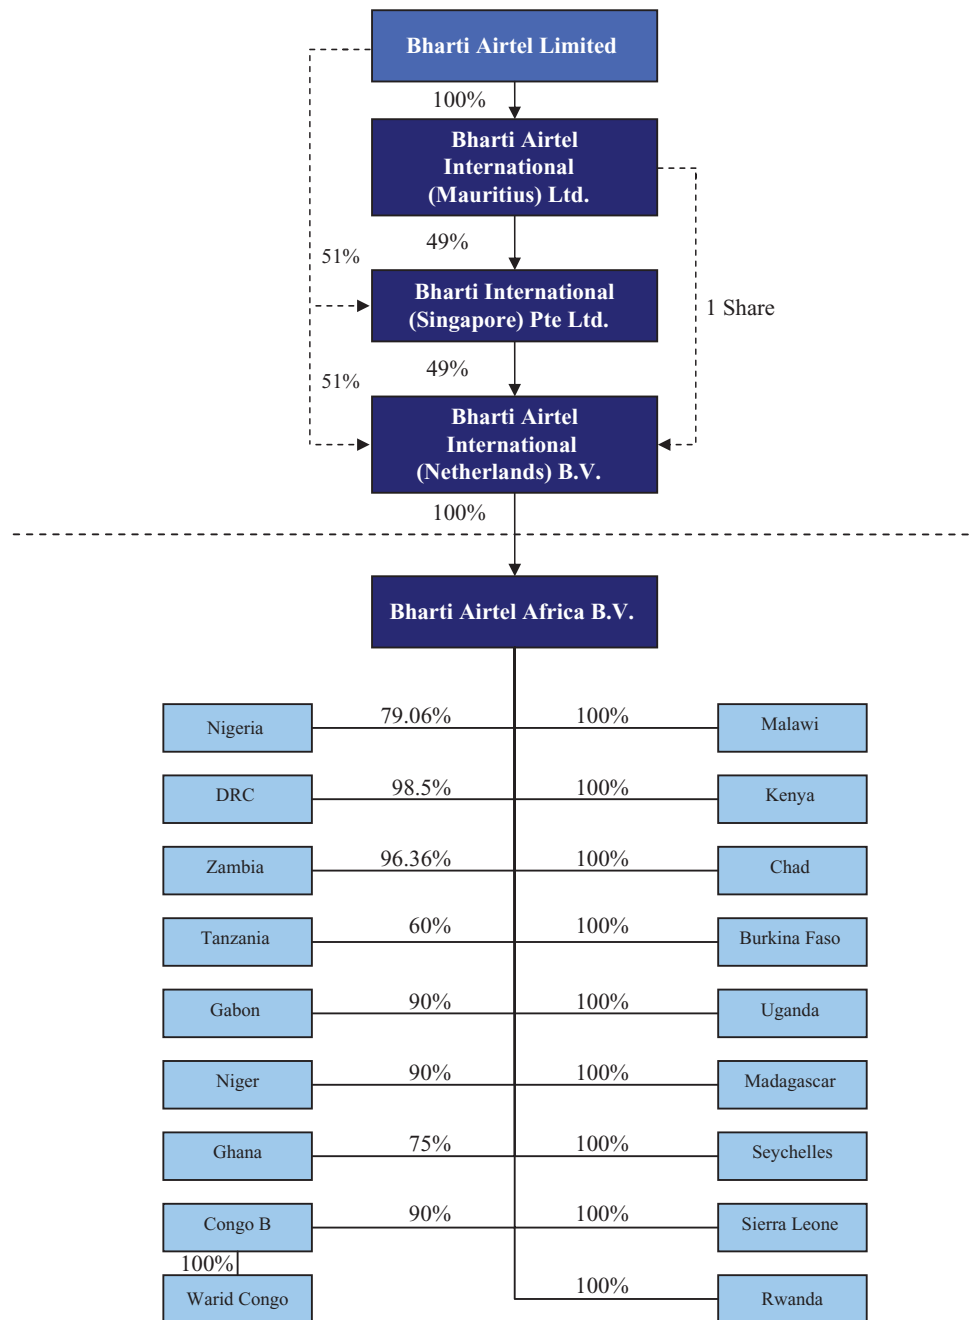 Bharti Airtel Limited
100%
Bharti Airtel
International
(Mauritius) Ltd.
49%
51%
Bharti International
(Singapore) Pte Ltd.
1 Share
49%
51%
Bharti Airtel
International
(Netherlands) B.V.
100%
Bharti Airtel Africa B.V.
Nigeria
79.06%
100%
Malawi
DRC
98.5%
100%
Kenya
Zambia
96.36%
100%
Chad
Tanzania
60%
100%
Burkina Faso
Gabon
90%
100%
Uganda
Niger
90%
100%
Madagascar
Ghana
75%
100%
Seychelles
Congo B
90%
100%
Sierra Leone
100%
Warid Congo
100%
Rwanda